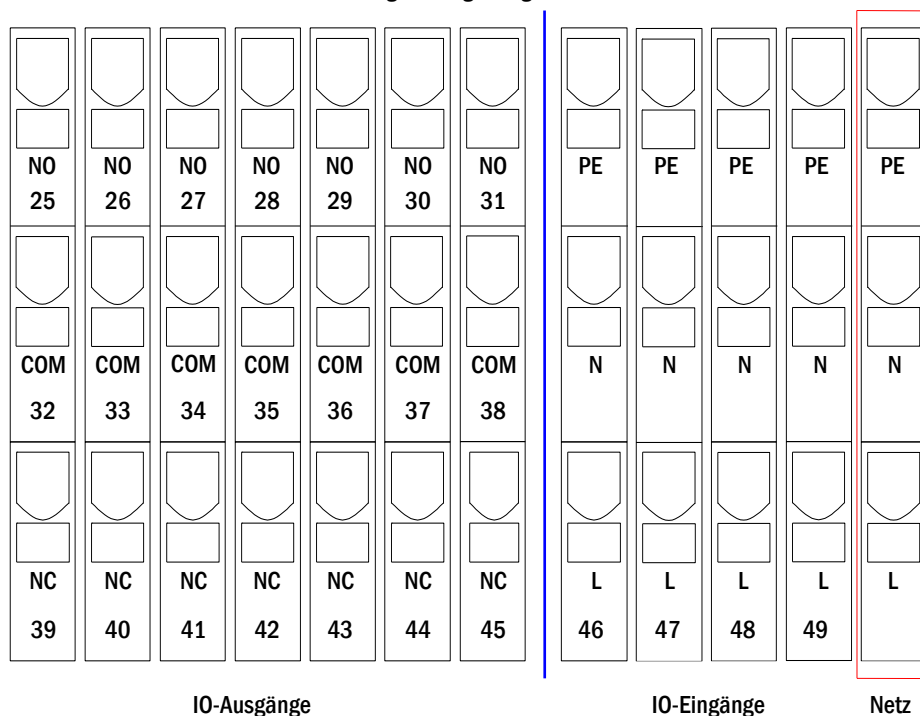 NO NO NO NO NO NO NO PE PE PE PE PE
25 26 27 28 29 30 31
COM COM COM COM COM COM COM N N N N N
32 33 34 35 36 37 38
NC NC NC NC NC NC NC L L L L L
39 40 41 42 43 44 45 46 47 48 49
IO-Ausgänge IO-Eingänge Netz